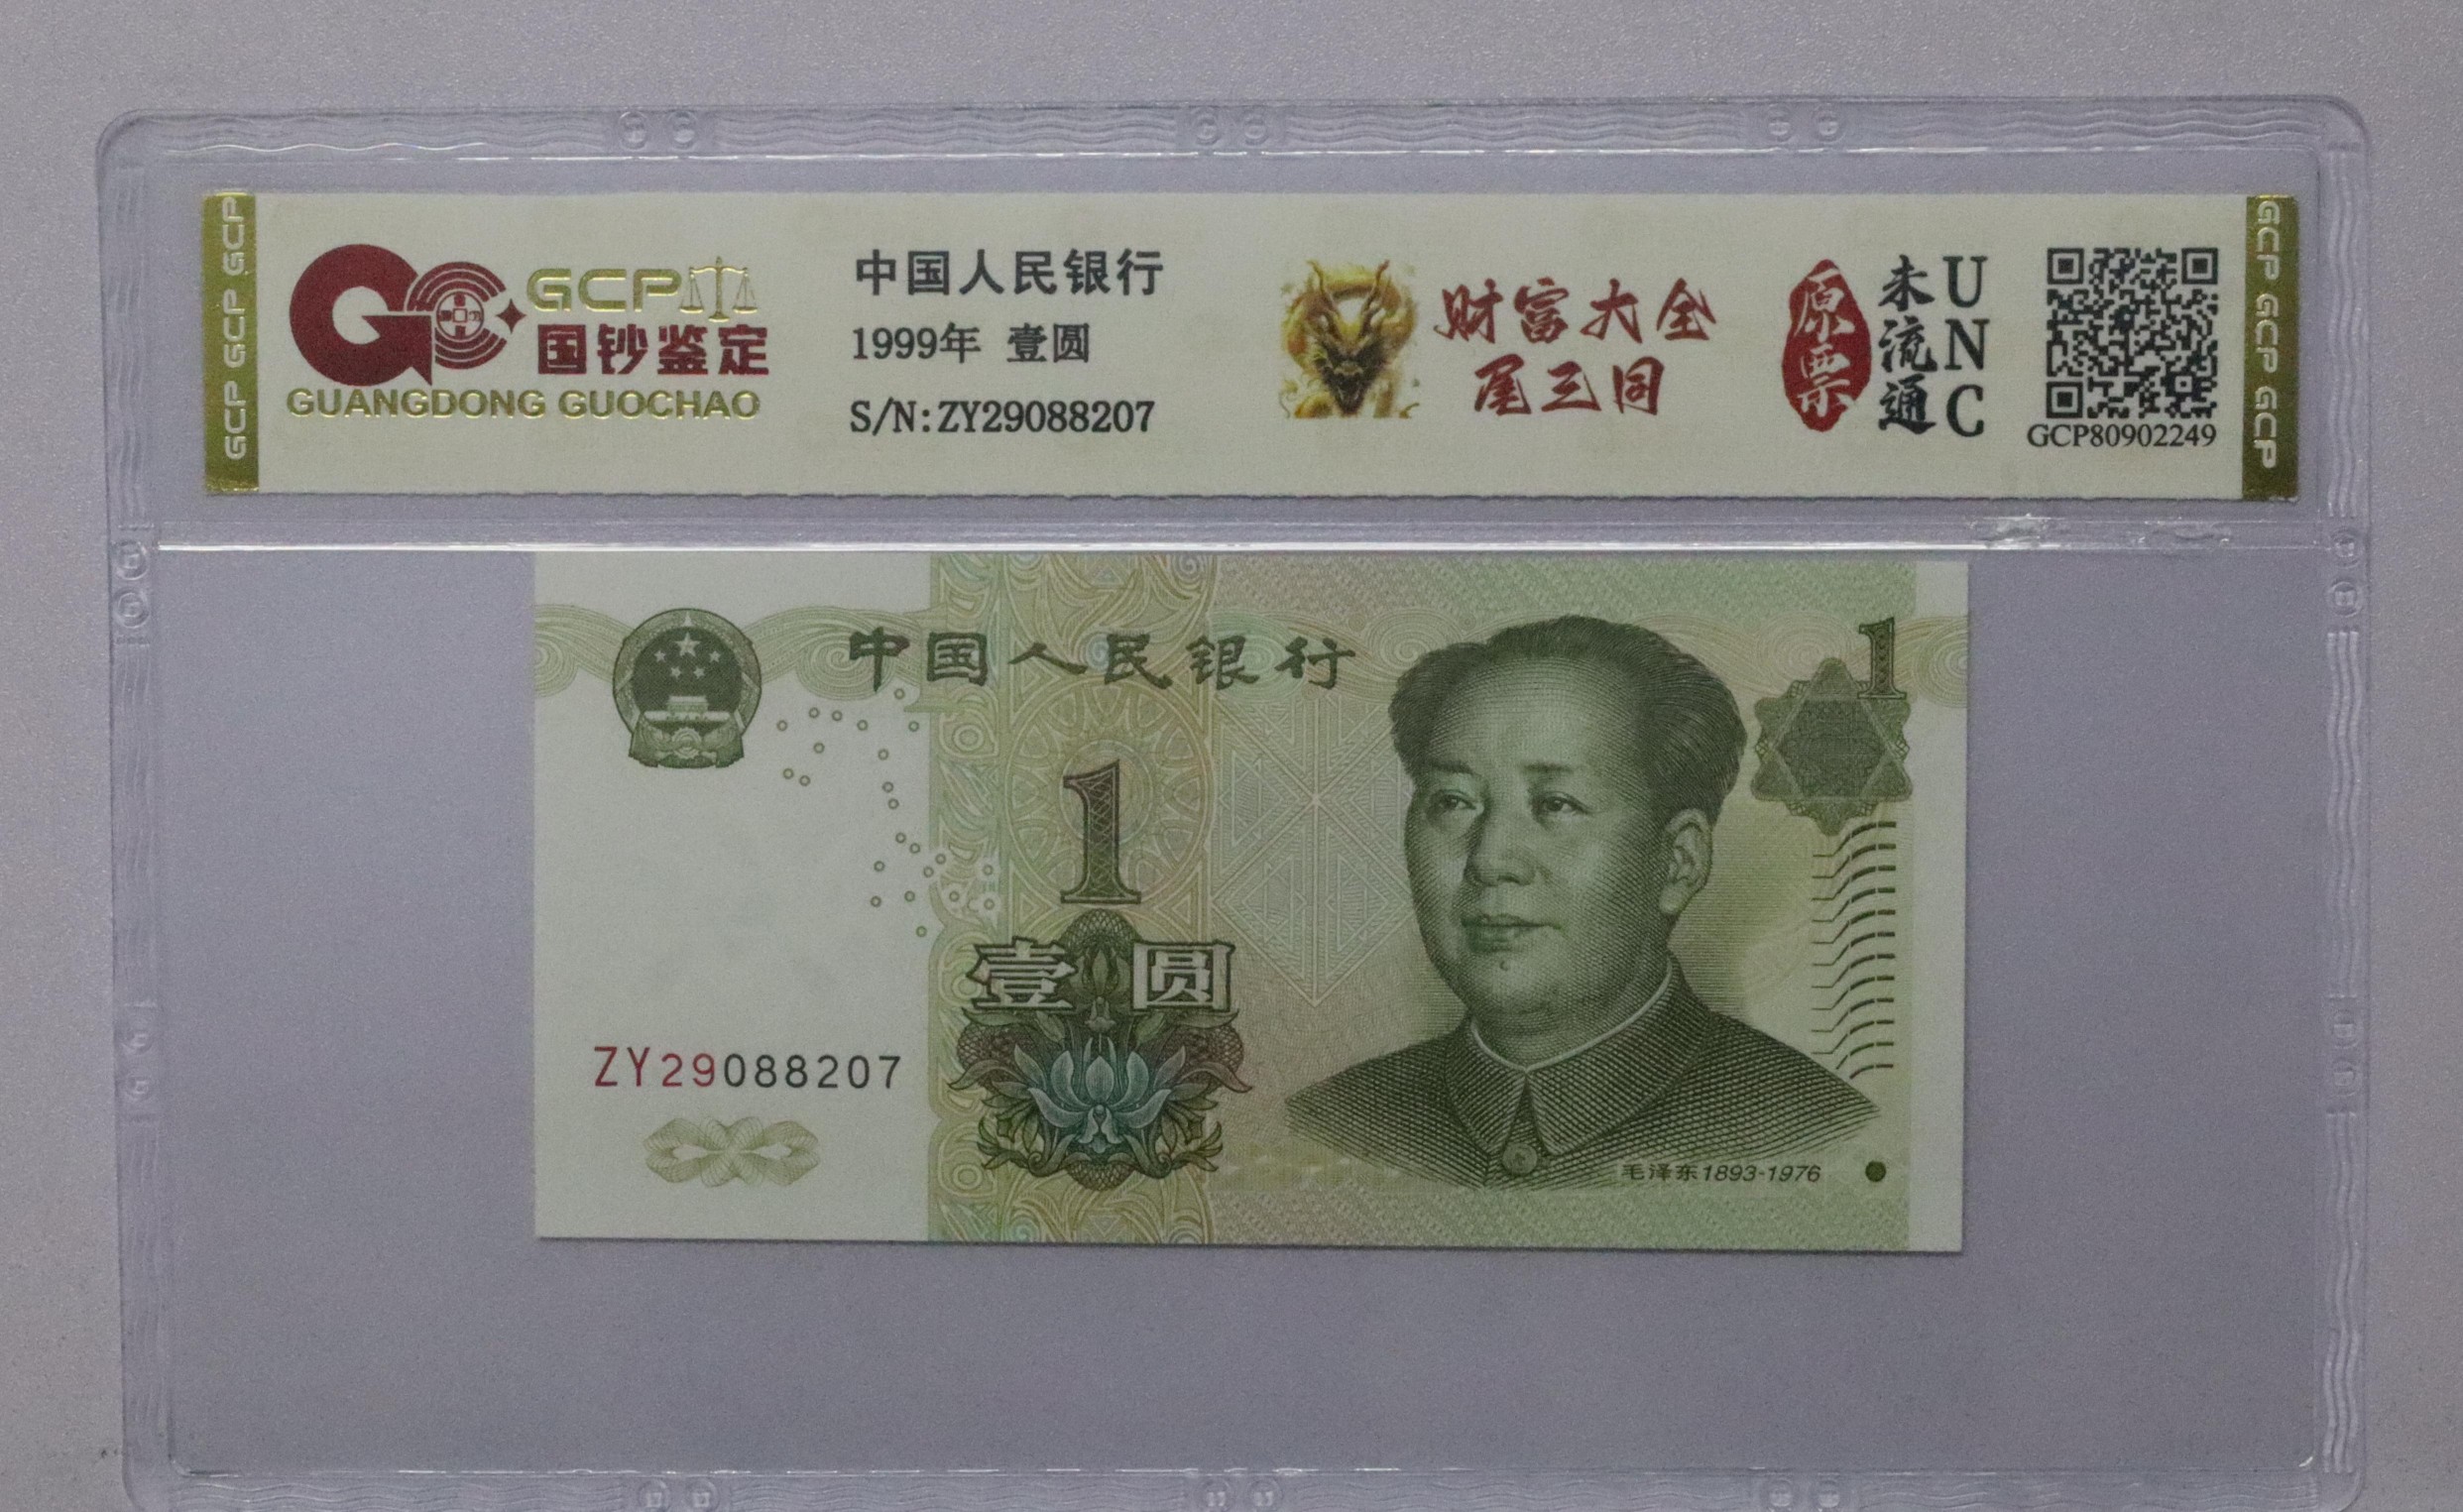 GCP GCP GCP
GCP
国钞鉴定
GUANGDONG GUOCHAO
中国人民银行
1999年 壹圆
S/N:ZY29088207
财富大全
尾三同
原票
未流通
UNC
GCP80902249
GCP GCP GCP
中国人民银行
1
1
壹圆
ZY29088207
毛泽东1893-1976